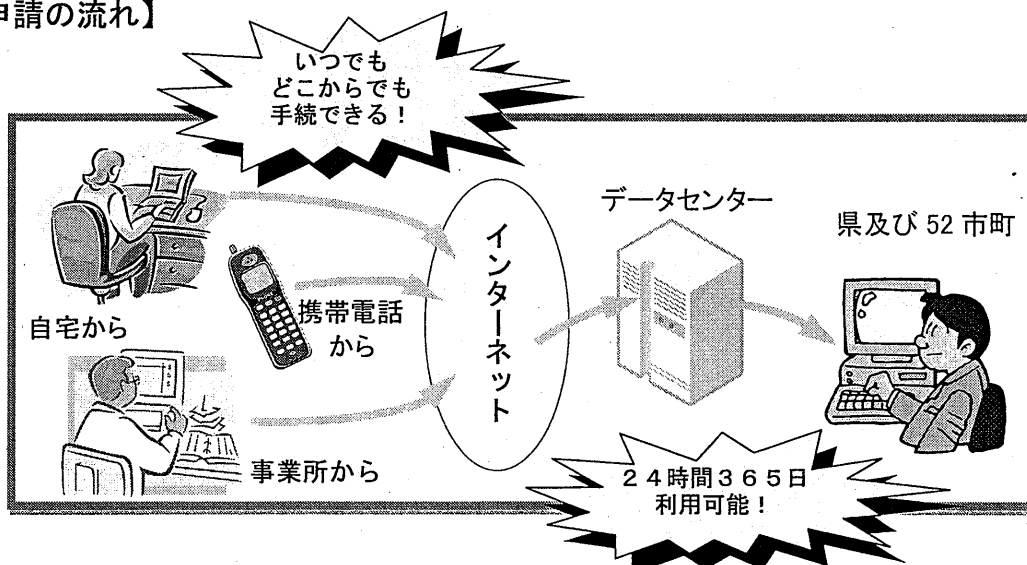 申請の流れ】
いつでも
どこからでも
手続できる！
データセンター
県及び 52 市町
インターネット
自宅から
携帯電話
から
事業所から
２４時間３６５日
利用可能！